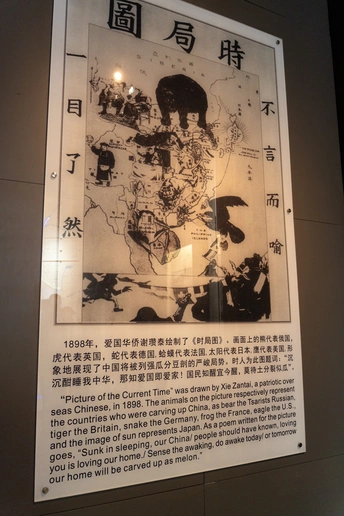 圖局時
一目了然
不言而喻
1898年，爱国华侨谢瓒泰绘制了《时局图》。画面上的熊代表俄国,
虎代表英国，蛇代表德国,蛤蟆代表法国,太阳代表日本,鹰代表美国,形
象地展现了中国将被列强瓜分豆剖的严峻局势，时人为此图题词：“沉
沉酣睡我中华，那知爱国即爱家！国民知醒宜今醒，莫待土分裂似瓜”.
"Picture of the Current Time" was drawn by Xie Zantai, a patriotic over
seas Chinese, in 1898. The animals on the picture respectively represent
the countries who were carving up China, as bear the Tsarists Russian,
tiger the Britain, snake the Germany, frog the France, eagle the U.S.,
and the image of sun represents Japan. As a poem written for the picture
goes, "Sunk in sleeping, our China/ people should have known, loving
you is loving our home./ Sense the awaking, do awake today/ or tomorrow
our home will be carved up as melon."